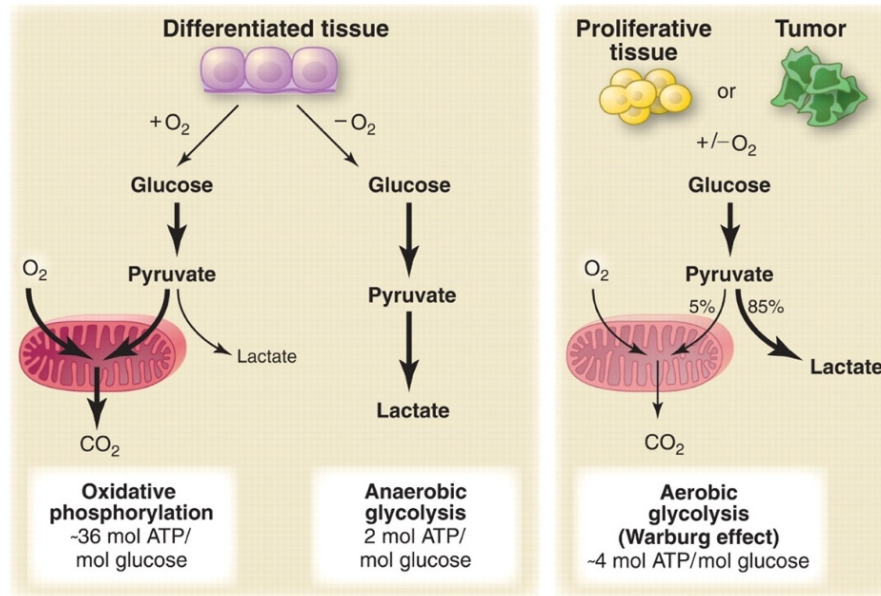 Differentiated tissue
+O₂
−O₂
Glucose
Glucose
O₂
Pyruvate
Pyruvate
Lactate
Lactate
CO₂
Oxidative
phosphorylation
~36 mol ATP/
mol glucose
Anaerobic
glycolysis
2 mol ATP/
mol glucose
Proliferative
tissue
or
Tumor
+/−O₂
Glucose
O₂
Pyruvate
5%
85%
Lactate
CO₂
Aerobic
glycolysis
(Warburg effect)
~4 mol ATP/mol glucose